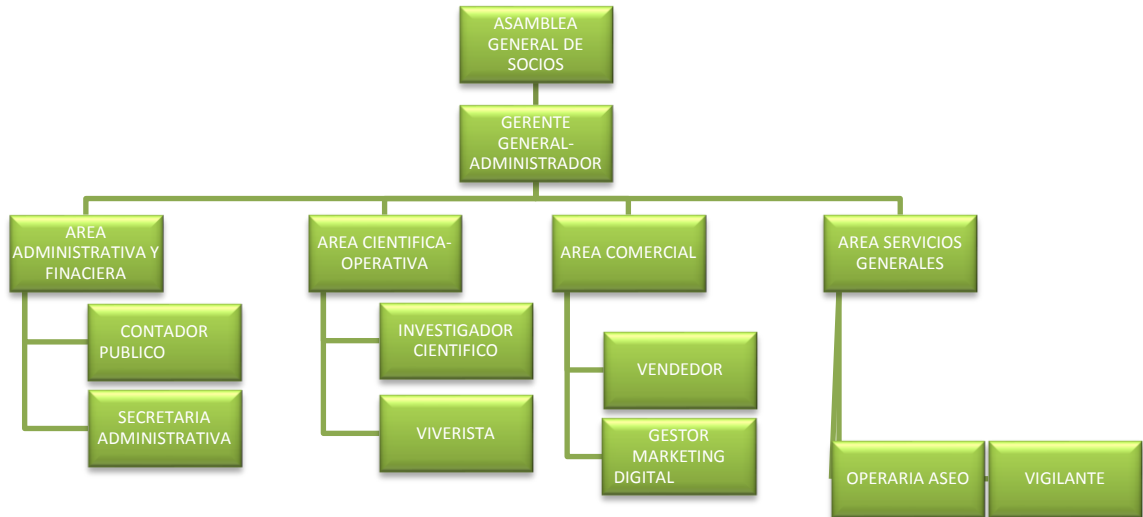 ASAMBLEA
GENERAL DE
SOCIOS
GERENTE
GENERAL-
ADMINISTRADOR
AREA
ADMINISTRATIVA Y
FINACIERA
AREA CIENTIFICA-
OPERATIVA
AREA COMERCIAL
AREA SERVICIOS
GENERALES
CONTADOR
PUBLICO
SECRETARIA
ADMINISTRATIVA
INVESTIGADOR
CIENTIFICO
VIVERISTA
VENDEDOR
GESTOR
MARKETING
DIGITAL
OPERARIA ASEO
VIGILANTE